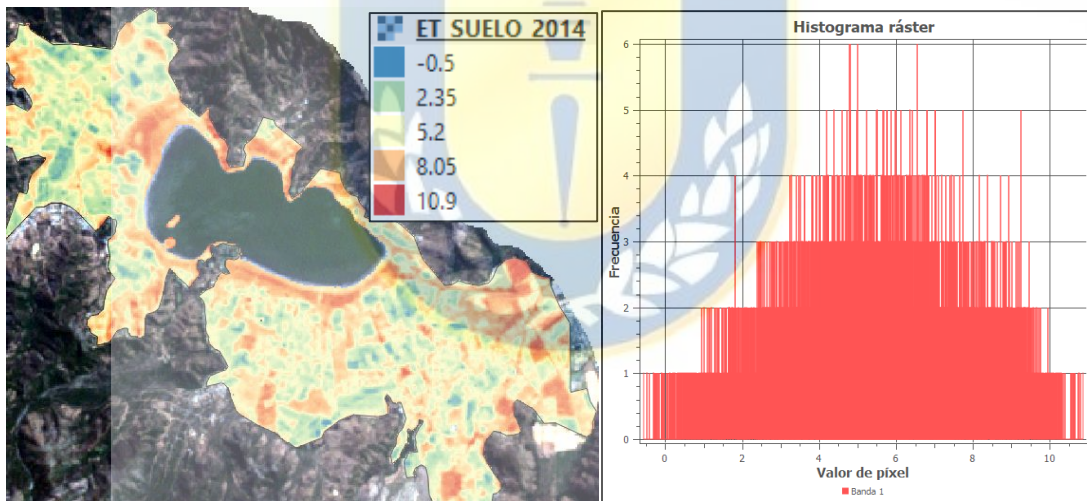 ET SUELO 2014
-0.5
2.35
5.2
8.05
10.9
Histograma ráster
Frecuencia
6
5
4
3
2
1
0
0 2 4 6 8 10
Valor de píxel
Banda 1